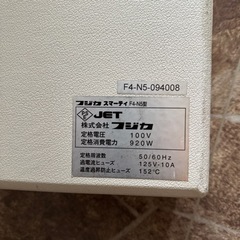 F4-N5-094008
フジカ スマーティ F4-N5型
JET
株式会社 フジカ
定格電圧 100V
定格消費電力 920W
定格周波数 50/60Hz
過電流ヒューズ 125V-10A
温度過昇防止ヒューズ 152℃